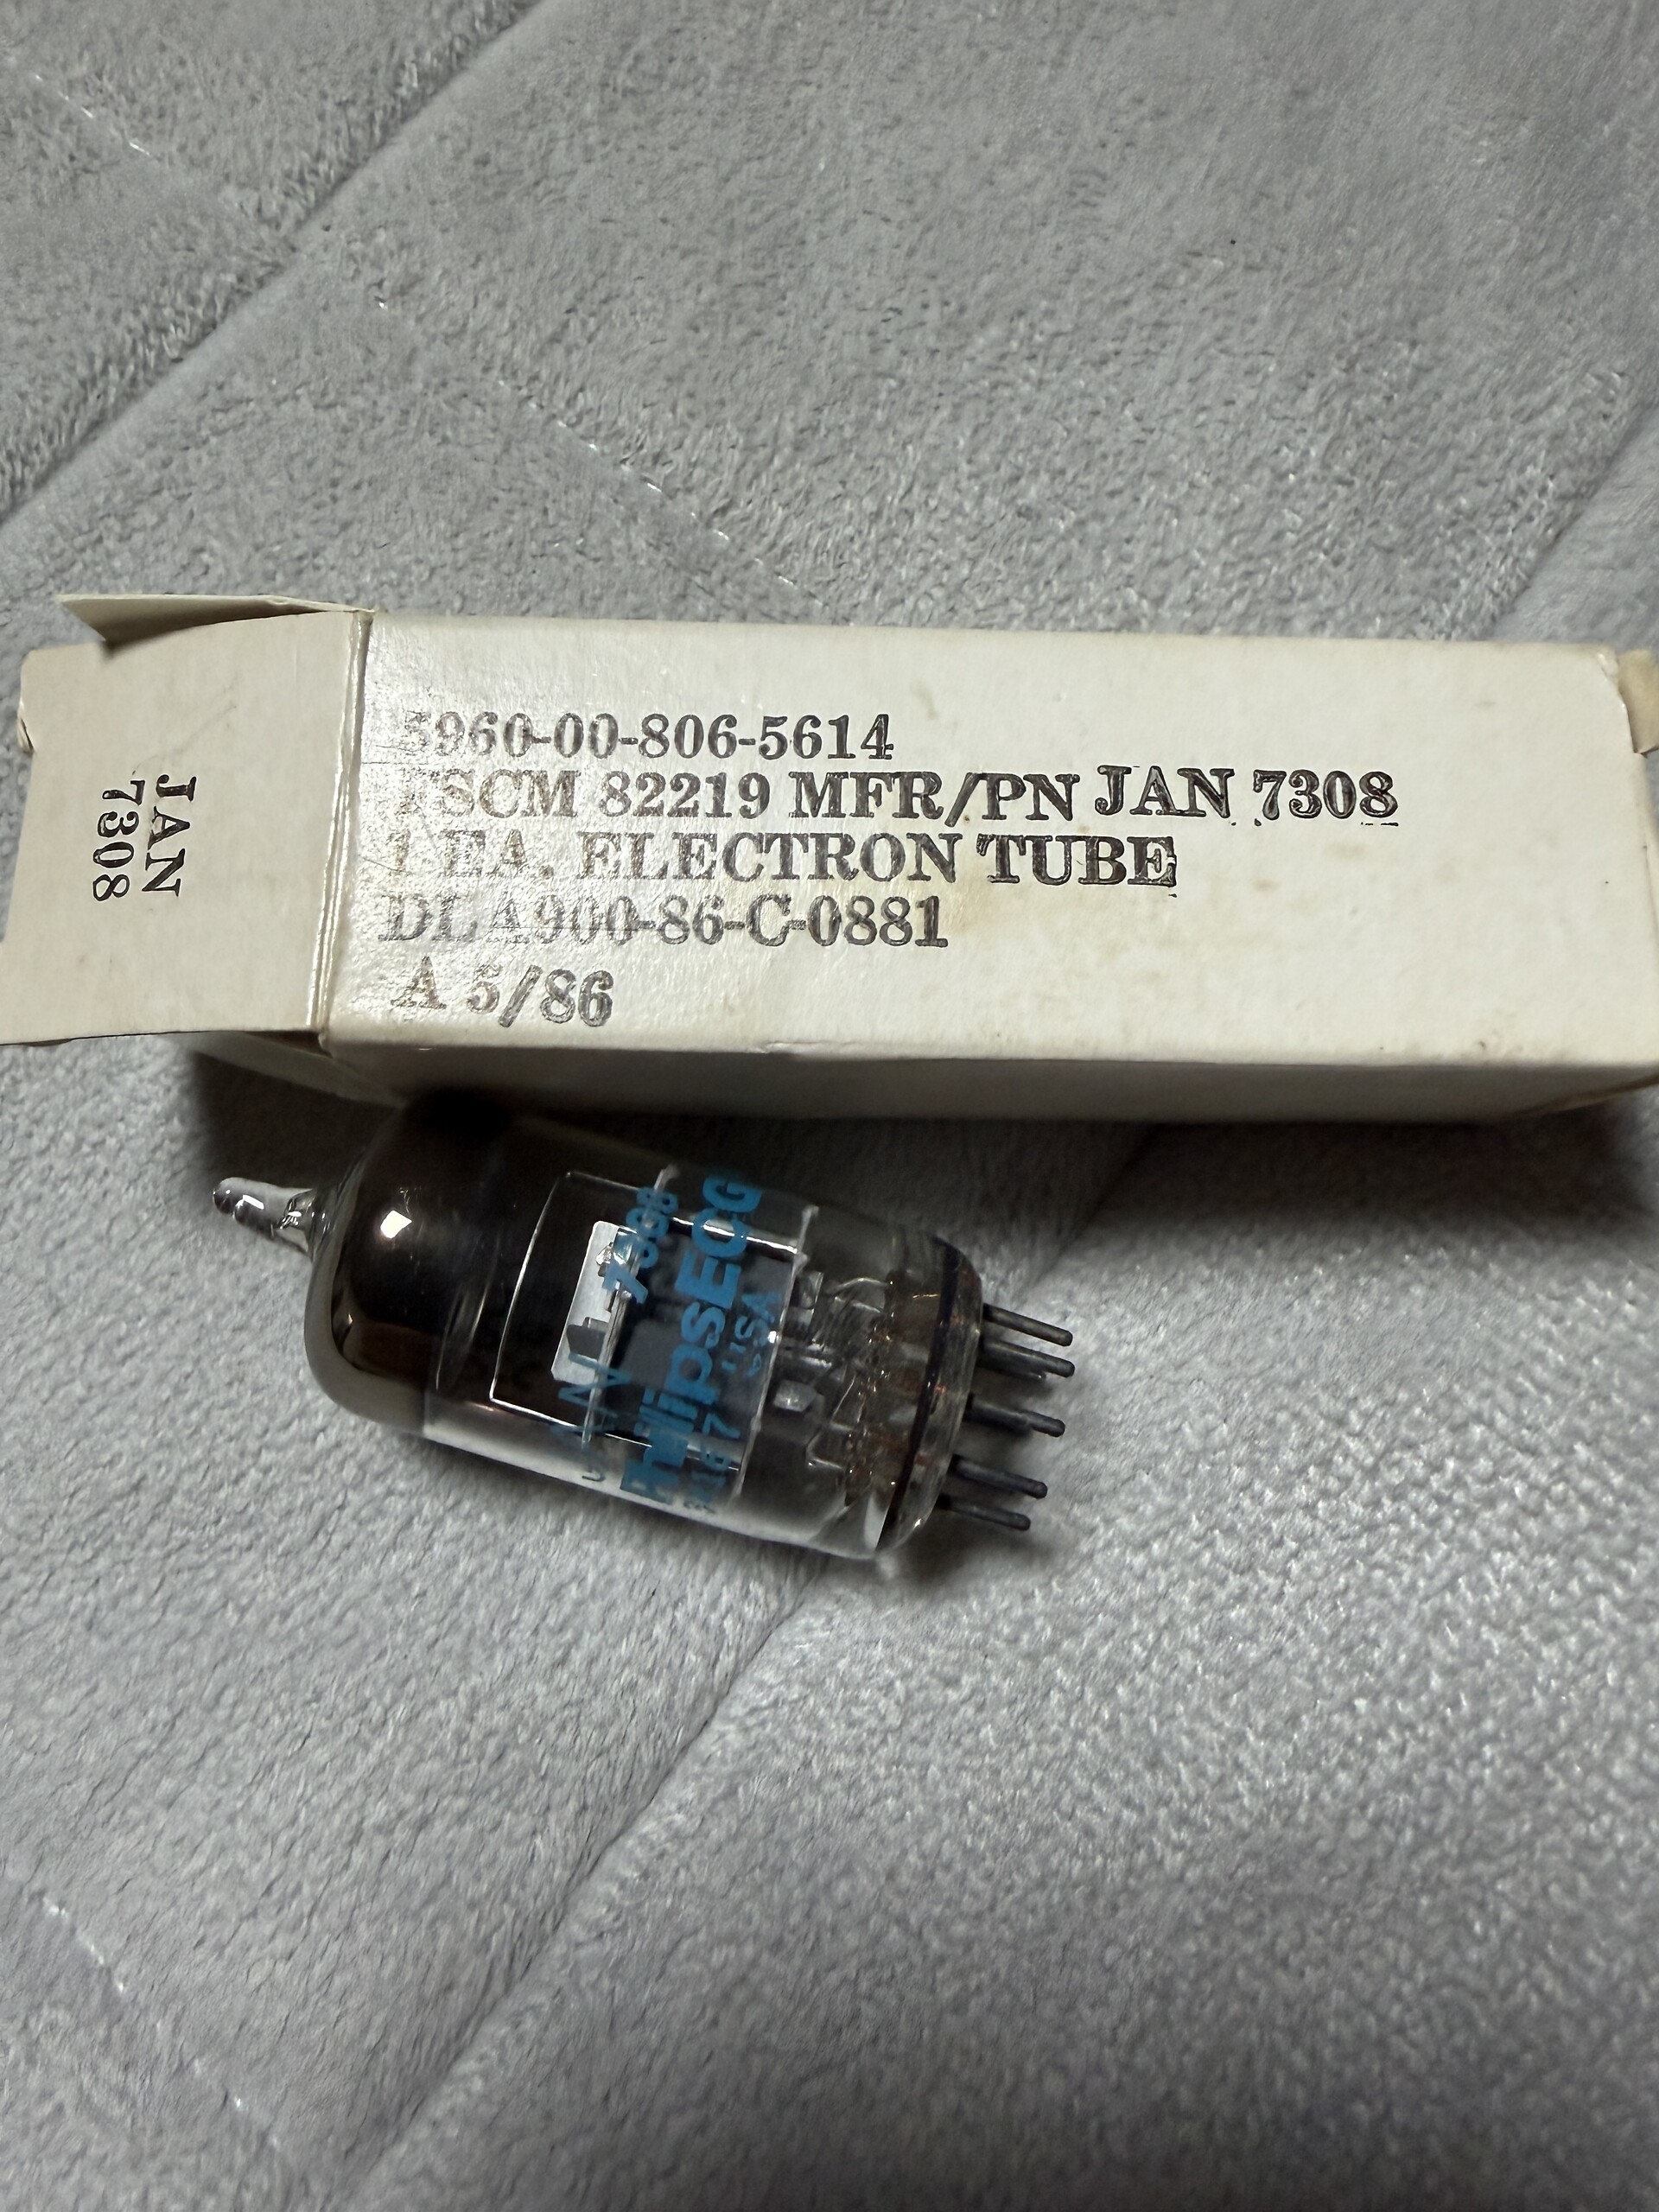 5960-00-806-5614
FSCM 82219 MFR/PN JAN 7308
1 EA. ELECTRON TUBE
DLA900-86-C-0881
A 5/86
JAN
7308
JAN 7308
PhilipsECG
USA